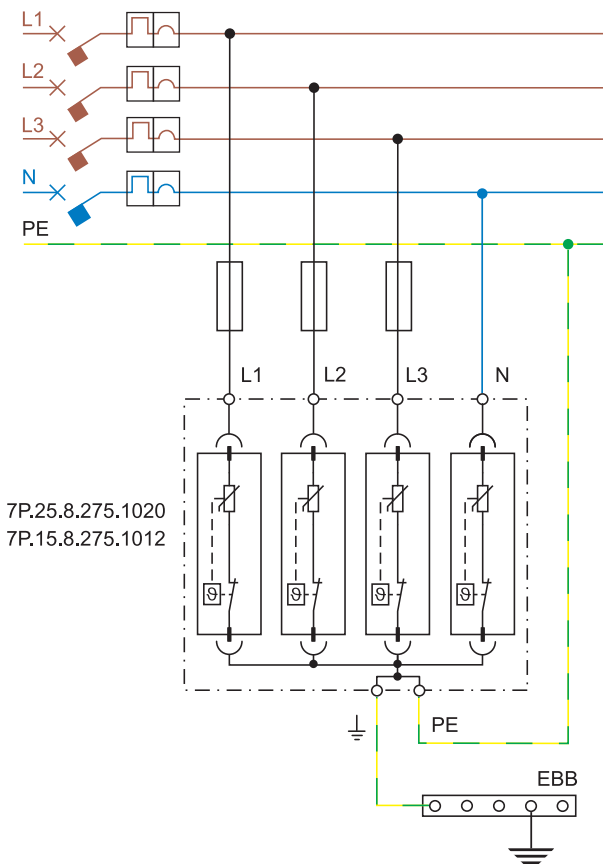 L1
L2
L3
N
PE
L1 L2 L3 N
7P.25.8.275.1020
7P.15.8.275.1012
ϑ ϑ ϑ ϑ
PE
EBB